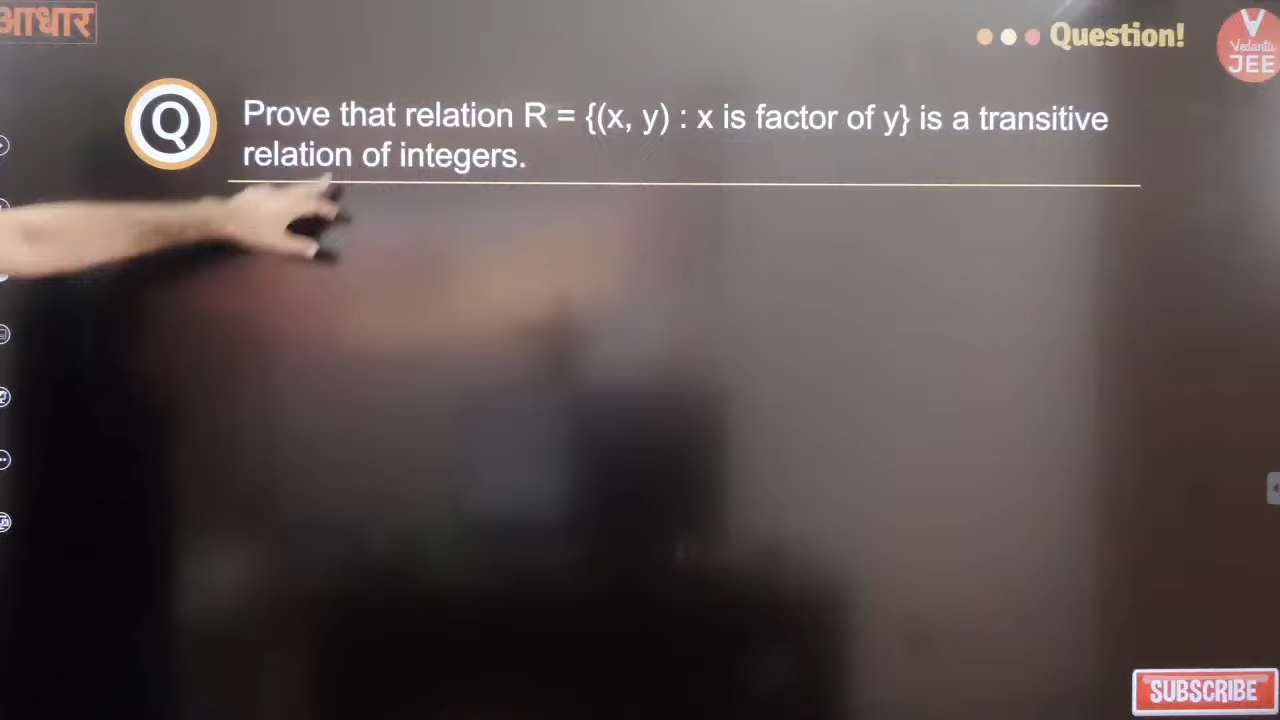 आधार
Question!
Vedantu
JEE
Q
Prove that relation R = {(x, y) : x is factor of y} is a transitive
relation of integers.
SUBSCRIBE